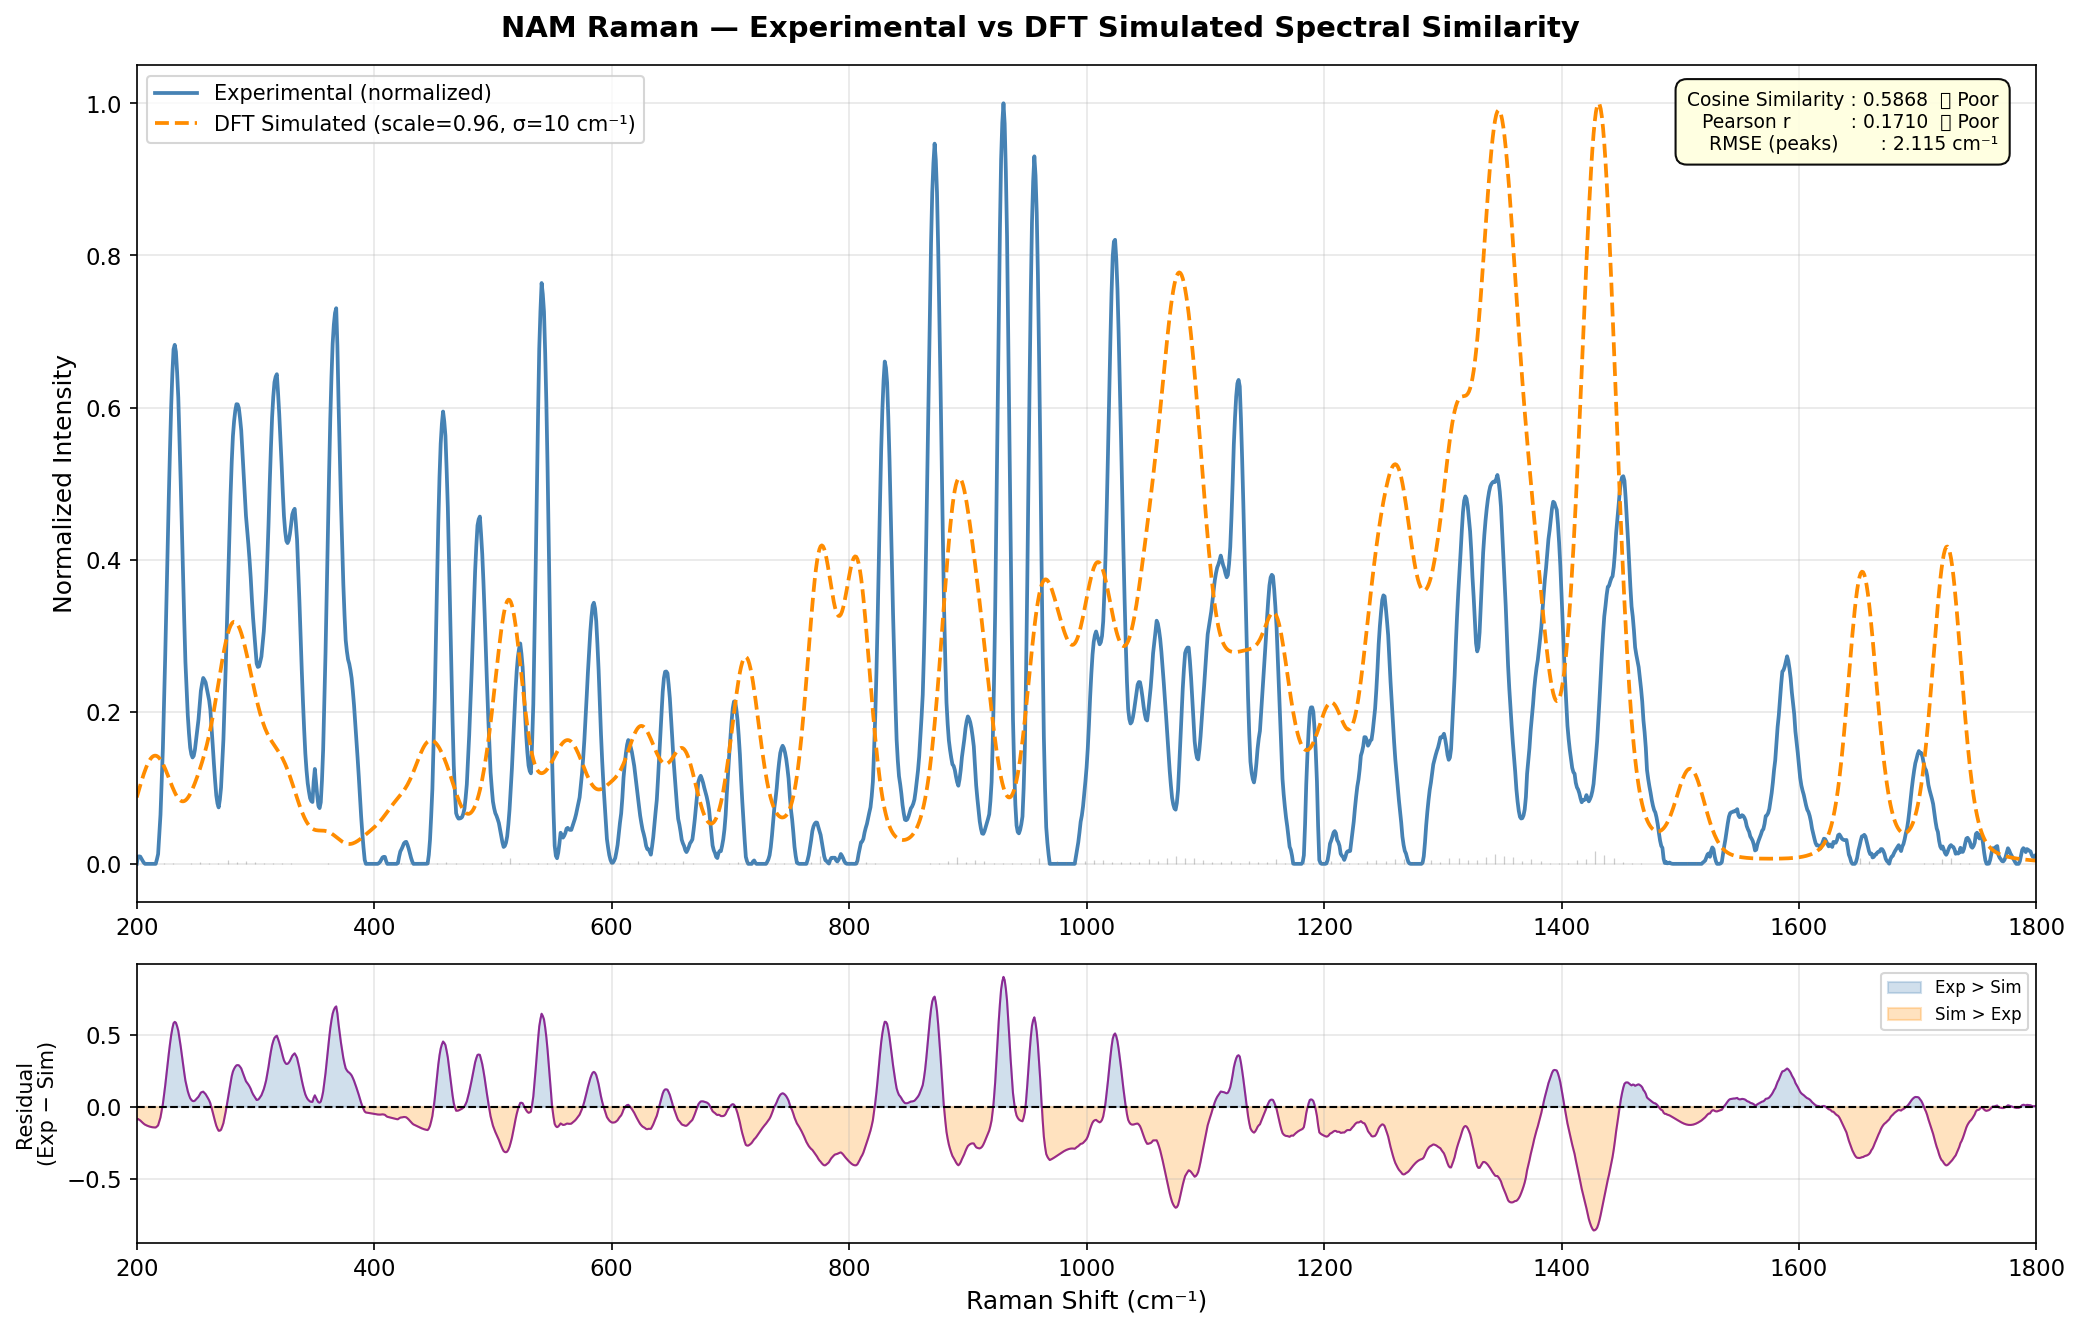 NAM Raman — Experimental vs DFT Simulated Spectral Similarity
Experimental (normalized)
DFT Simulated (scale=0.96, σ=10 cm⁻¹)
Cosine Similarity : 0.5868 ▯ Poor
Pearson r : 0.1710 ▯ Poor
RMSE (peaks) : 2.115 cm⁻¹
Normalized Intensity
1.0
0.8
0.6
0.4
0.2
0.0
200 400 600 800 1000 1200 1400 1600 1800
Exp > Sim
Sim > Exp
Residual
(Exp − Sim)
0.5
0.0
−0.5
200 400 600 800 1000 1200 1400 1600 1800
Raman Shift (cm⁻¹)